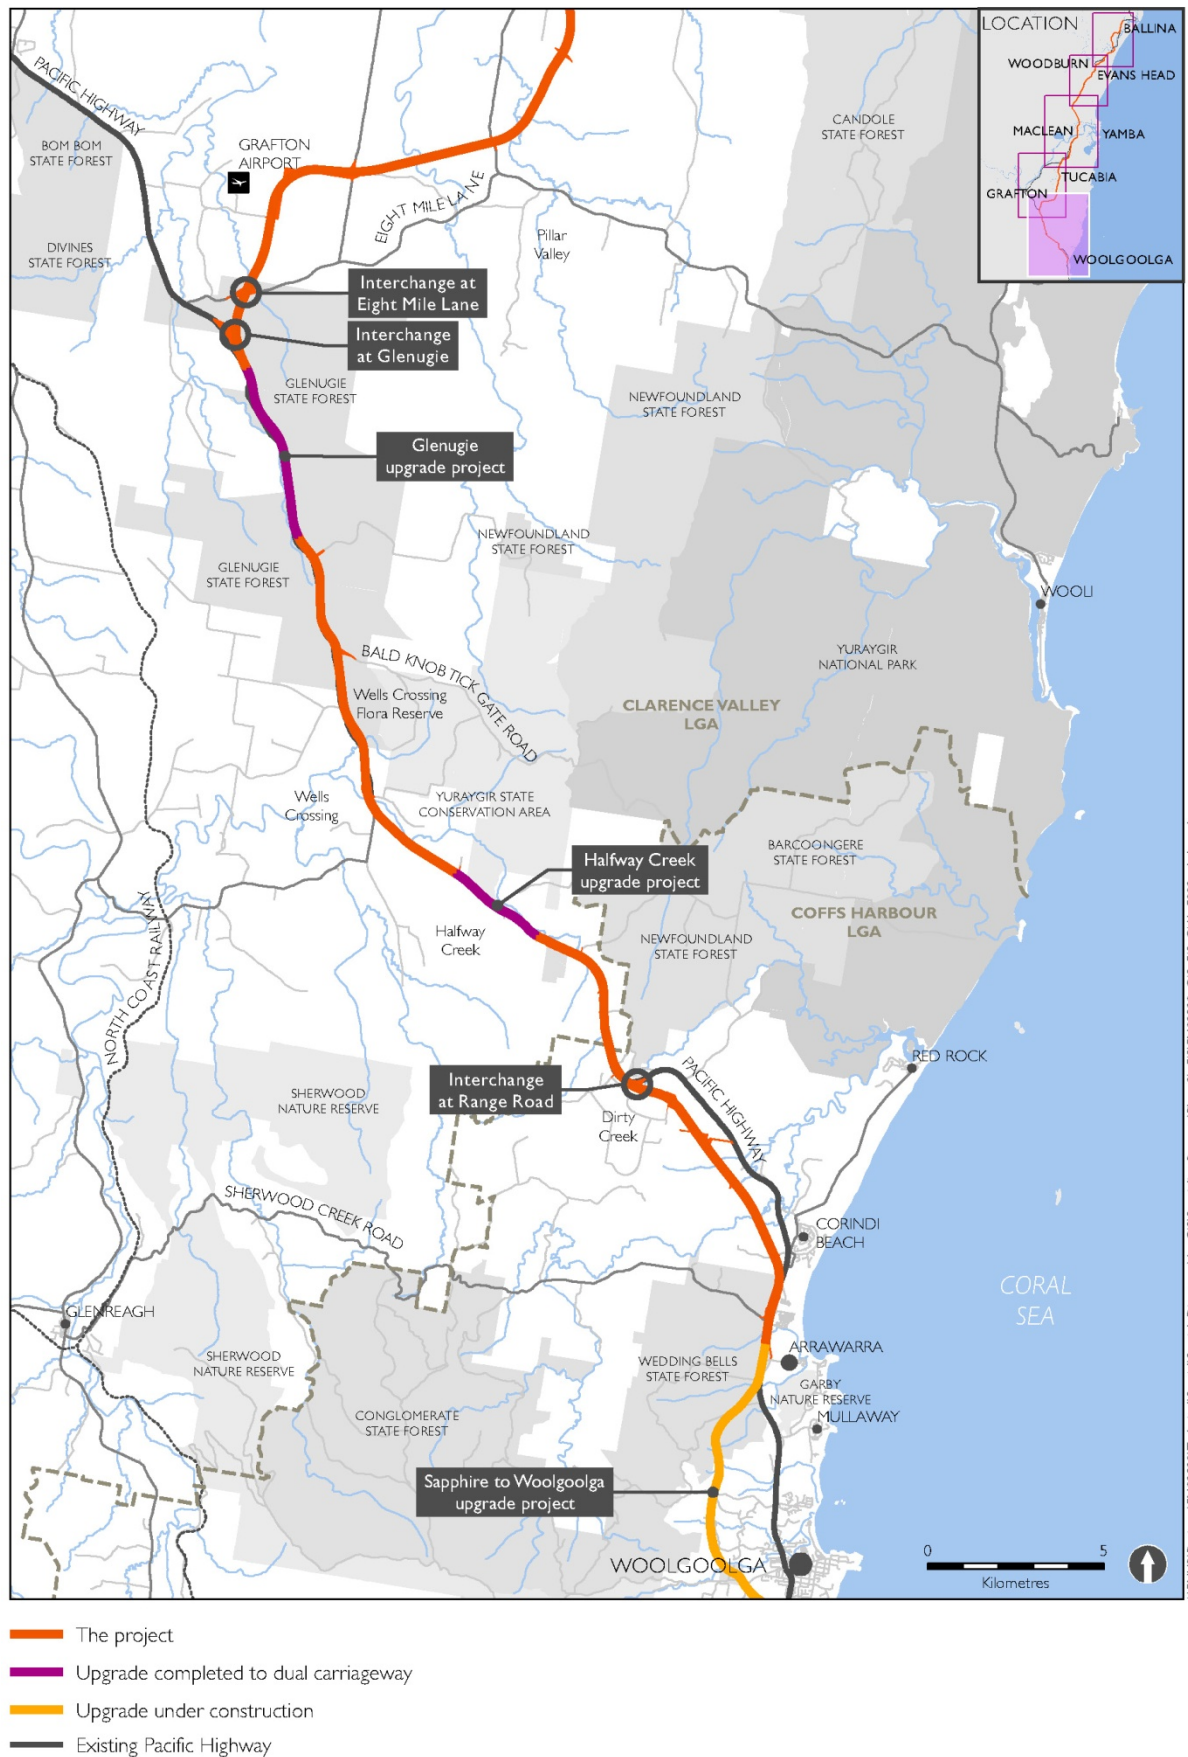 LOCATION
BALLINA
WOODBURN
EVANS HEAD
MACLEAN
YAMBA
TUCABIA
GRAFTON
WOOLGOOLGA
PACIFIC HIGHWAY
BOM BOM
STATE FOREST
GRAFTON
AIRPORT
CANDOLE
STATE FOREST
EIGHT MILE LANE
Pillar
Valley
DIVINES
STATE FOREST
Interchange at
Eight Mile Lane
Interchange
at Glenugie
GLENUGIE
STATE FOREST
NEWFOUNDLAND
STATE FOREST
Glenugie
upgrade project
NEWFOUNDLAND
STATE FOREST
GLENUGIE
STATE FOREST
WOOLI
YURAYGIR
NATIONAL PARK
BALD KNOB TICK GATE ROAD
Wells Crossing
Flora Reserve
CLARENCE VALLEY
LGA
Wells
Crossing
YURAYGIR STATE
CONSERVATION AREA
BARCOONGERE
STATE FOREST
Halfway Creek
upgrade project
COFFS HARBOUR
LGA
Halfway
Creek
NEWFOUNDLAND
STATE FOREST
NORTH COAST RAILWAY
RED ROCK
PACIFIC HIGHWAY
Interchange
at Range Road
SHERWOOD
NATURE RESERVE
Dirty
Creek
SHERWOOD CREEK ROAD
CORINDI
BEACH
CORAL
SEA
GLENREAGH
ARRAWARRA
SHERWOOD
NATURE RESERVE
WEDDING BELLS
STATE FOREST
GARBY
NATURE RESERVE
MULLAWAY
CONGLOMERATE
STATE FOREST
Sapphire to Woolgoolga
upgrade project
WOOLGOOLGA
0 5
Kilometres
The project
Upgrade completed to dual carriageway
Upgrade under construction
Existing Pacific Highway